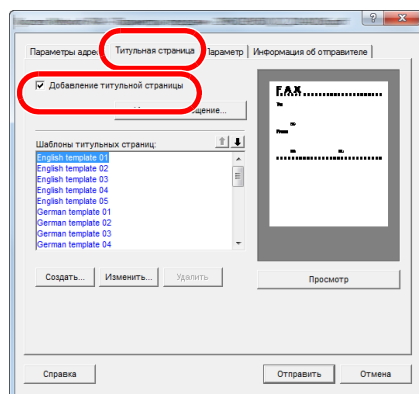 Параметры адрес
Титульная страница
Параметр
Информация об отправителе
Добавление титульной страницы
Шаблоны титульных страниц:
English template 01
English template 02
English template 03
English template 04
English template 05
German template 01
German template 02
German template 03
German template 04
FAX
To
From
Создать...
Изменить...
Удалить
Просмотр
Справка
Отправить
Отмена